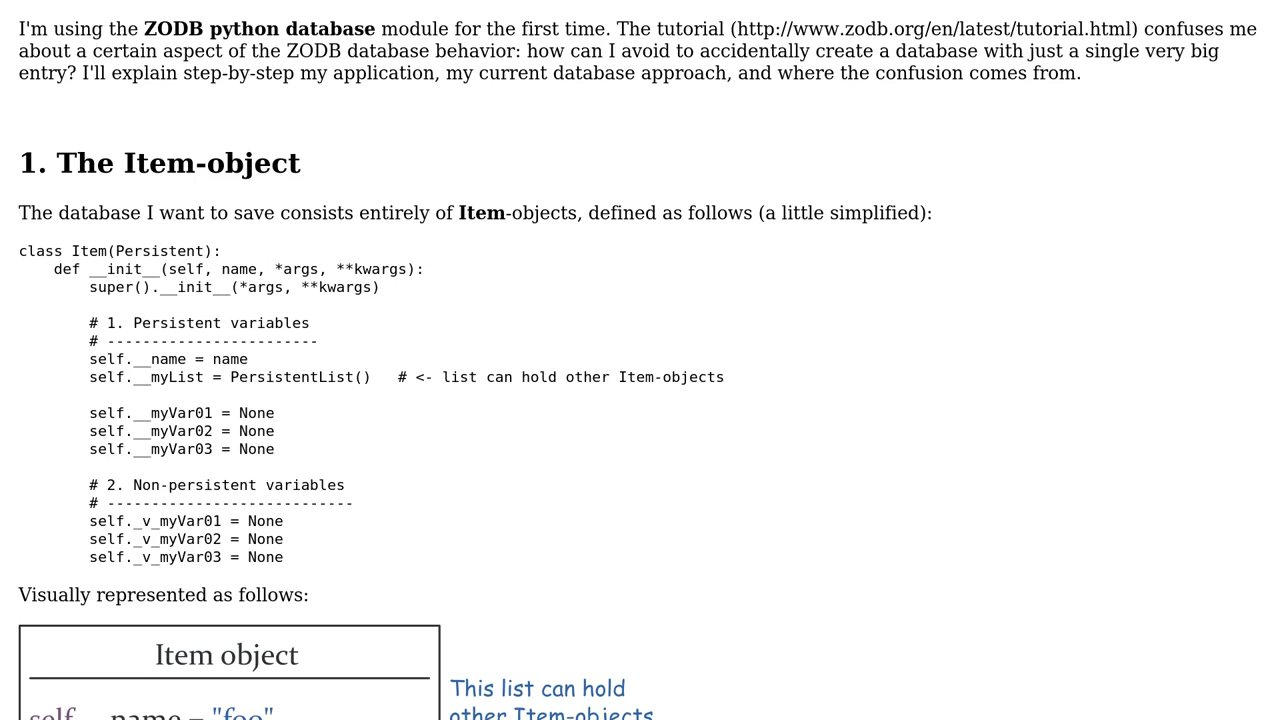 I'm using the ZODB python database module for the first time. The tutorial (http://www.zodb.org/en/latest/tutorial.html) confuses me
about a certain aspect of the ZODB database behavior: how can I avoid to accidentally create a database with just a single very big
entry? I'll explain step-by-step my application, my current database approach, and where the confusion comes from.
1. The Item-object
The database I want to save consists entirely of Item-objects, defined as follows (a little simplified):
class Item(Persistent):
    def __init__(self, name, *args, **kwargs):
        super().__init__(*args, **kwargs)
        # 1. Persistent variables
        # ------------------------
        self.__name = name
        self.__myList = PersistentList()   # <- list can hold other Item-objects
        self.__myVar01 = None
        self.__myVar02 = None
        self.__myVar03 = None
        # 2. Non-persistent variables
        # ----------------------------
        self._v_myVar01 = None
        self._v_myVar02 = None
        self._v_myVar03 = None
Visually represented as follows:
Item object
This list can hold
other Item-objects
self.__name = "foo"